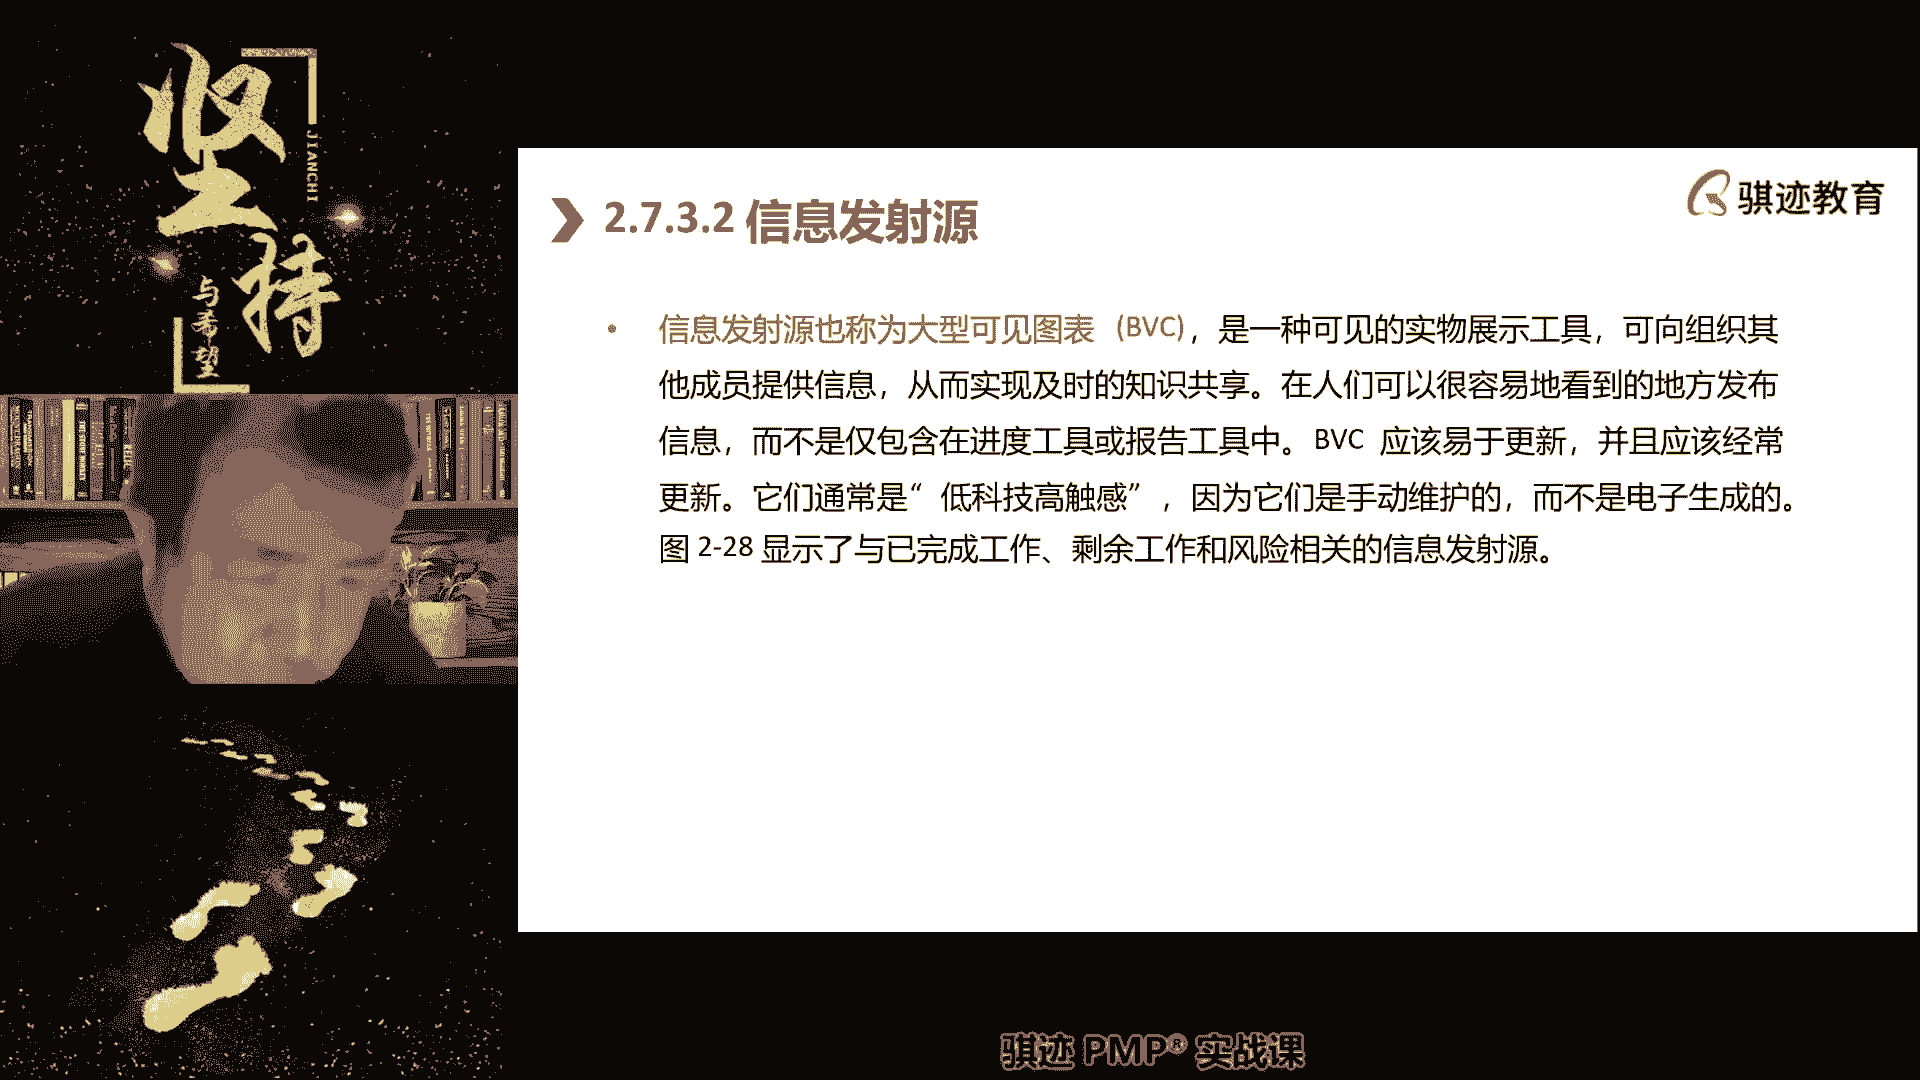 坚持
JIANCHI
与希望
骐迹教育
2.7.3.2 信息发射源
• 信息发射源也称为大型可见图表 (BVC)，是一种可见的实物展示工具，可向组织其
他成员提供信息，从而实现及时的知识共享。在人们可以很容易地看到的地方发布
信息，而不是仅包含在进度工具或报告工具中。BVC 应该易于更新，并且应该经常
更新。它们通常是“低科技高触感”，因为它们是手动维护的，而不是电子生成的。
图 2-28 显示了与已完成工作、剩余工作和风险相关的信息发射源。
骐迹 PMP® 实战课